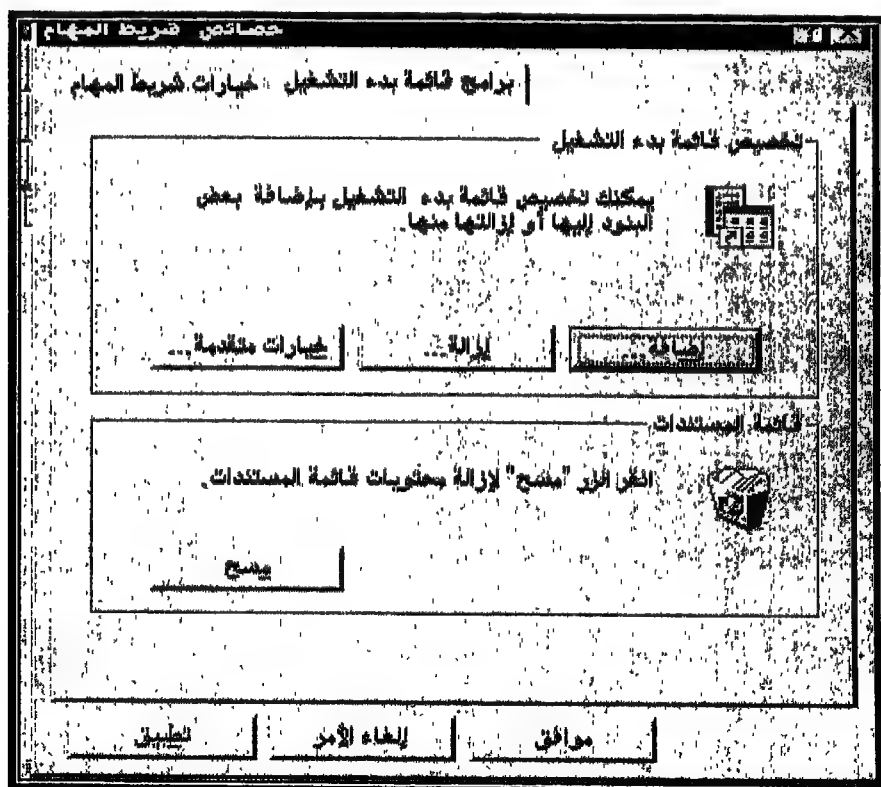 خصائص شريط المهام
برامج قائمة بدء التشغيل
خيارات شريط المهام
تخصيص قائمة بدء التشغيل
يمكنك تخصيص قائمة بدء التشغيل بإضافة بعض
البنود إليها أو إزالتها منها.
إضافة...
إزالة...
خيارات متقدمة...
قائمة المستندات
انقر الزر "مسح" لإزالة محتويات قائمة المستندات.
مسح
موافق
إلغاء الأمر
تطبيق